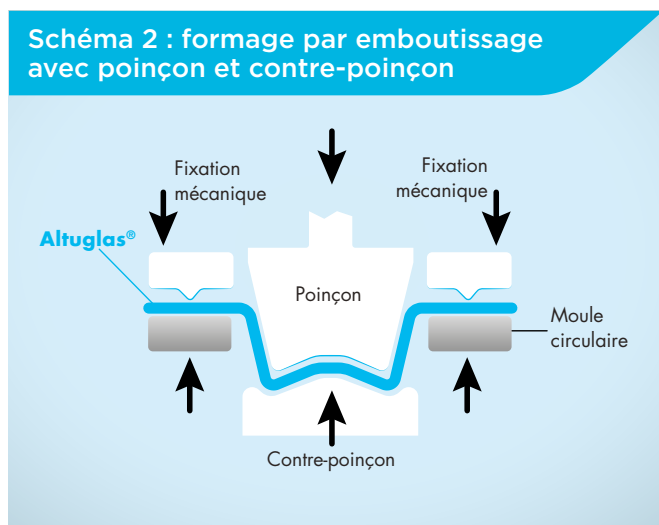 Schéma 2 : formage par emboutissage
avec poinçon et contre-poinçon
Fixation
mécanique
Fixation
mécanique
Altuglas®
Poinçon
Moule
circulaire
Contre-poinçon